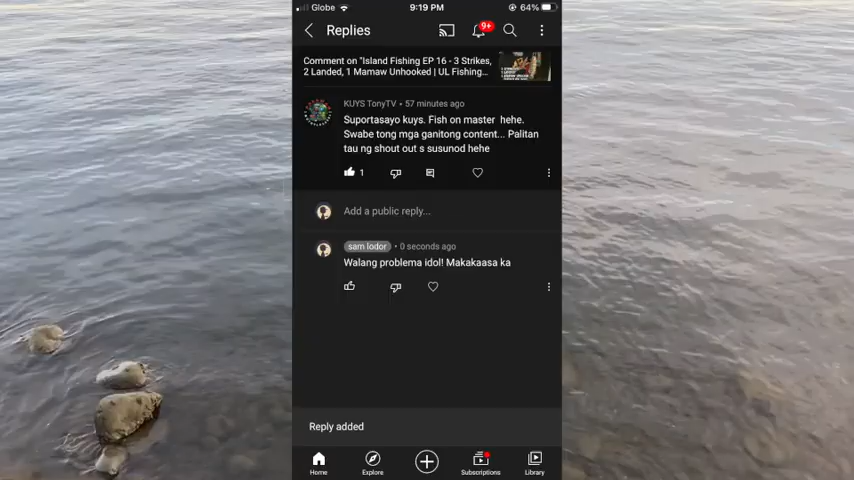 Globe
9:19 PM
64%
Replies
9+
Comment on "Island Fishing EP 16 - 3 Strikes,
2 Landed, 1 Mamaw Unhooked | UL Fishing...
KUYS TonyTV • 57 minutes ago
Suportasayo kuys. Fish on master hehe.
Swabe tong mga ganitong content... Palitan
tau ng shout out s susunod hehe
1
Add a public reply...
sam lodor • 0 seconds ago
Walang problema idol! Makakaasa ka
Reply added
Home
Explore
Subscriptions
Library